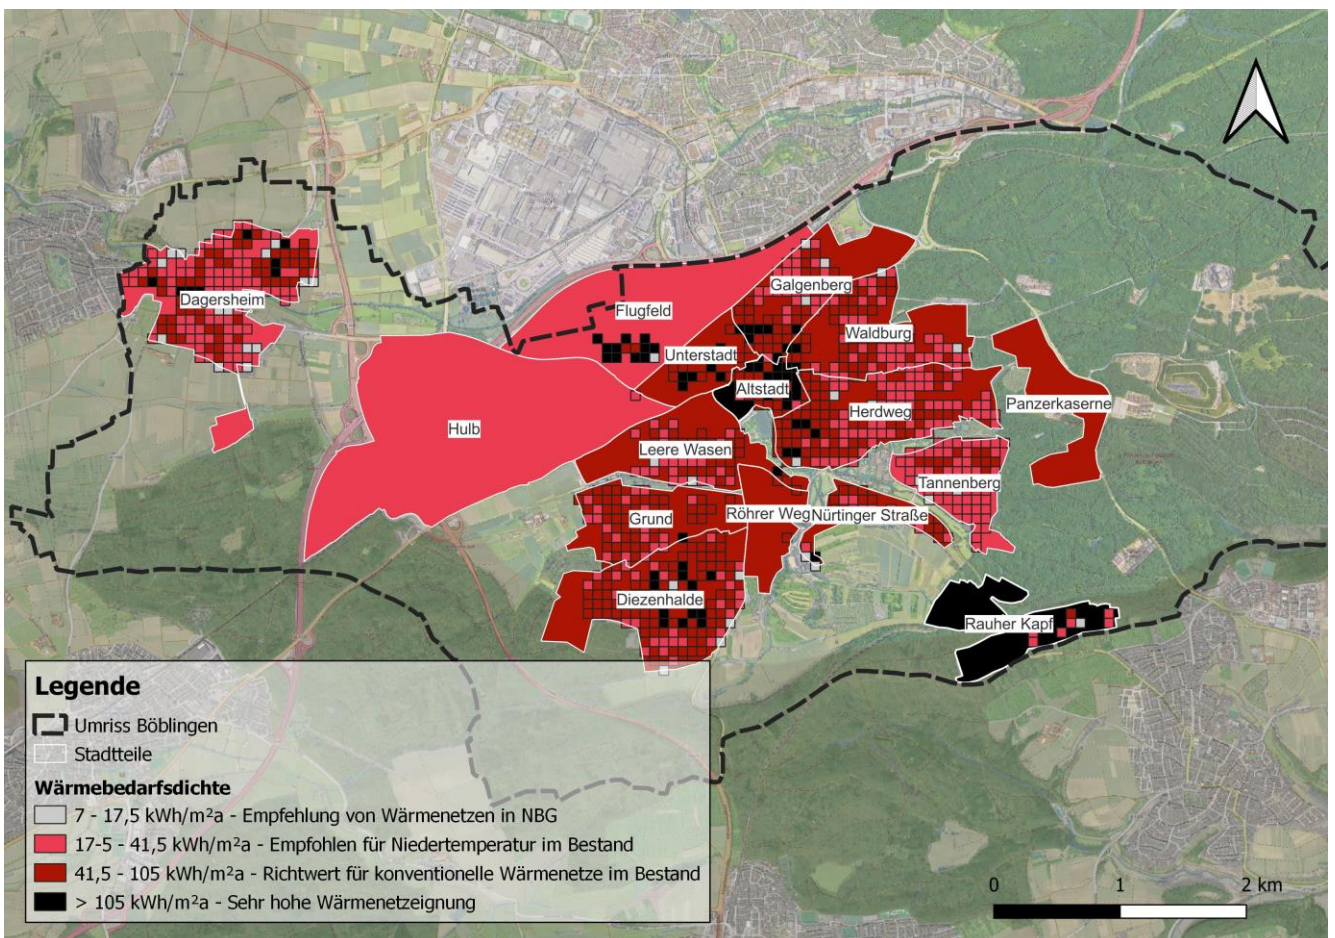 Dagersheim
Flugfeld
Galgenberg
Waldburg
Unterstadt
Altstadt
Hulb
Herdweg
Panzerkaserne
Leere Wasen
Tannenberg
Grund
Röhrer Weg
Nürtinger Straße
Diezenhalde
Rauher Kapf
Legende
Umriss Böblingen
Stadtteile
Wärmebedarfsdichte
7 - 17,5 kWh/m²a - Empfehlung von Wärmenetzen in NBG
17-5 - 41,5 kWh/m²a - Empfohlen für Niedertemperatur im Bestand
41,5 - 105 kWh/m²a - Richtwert für konventionelle Wärmenetze im Bestand
> 105 kWh/m²a - Sehr hohe Wärmenetzeignung
0 1 2 km